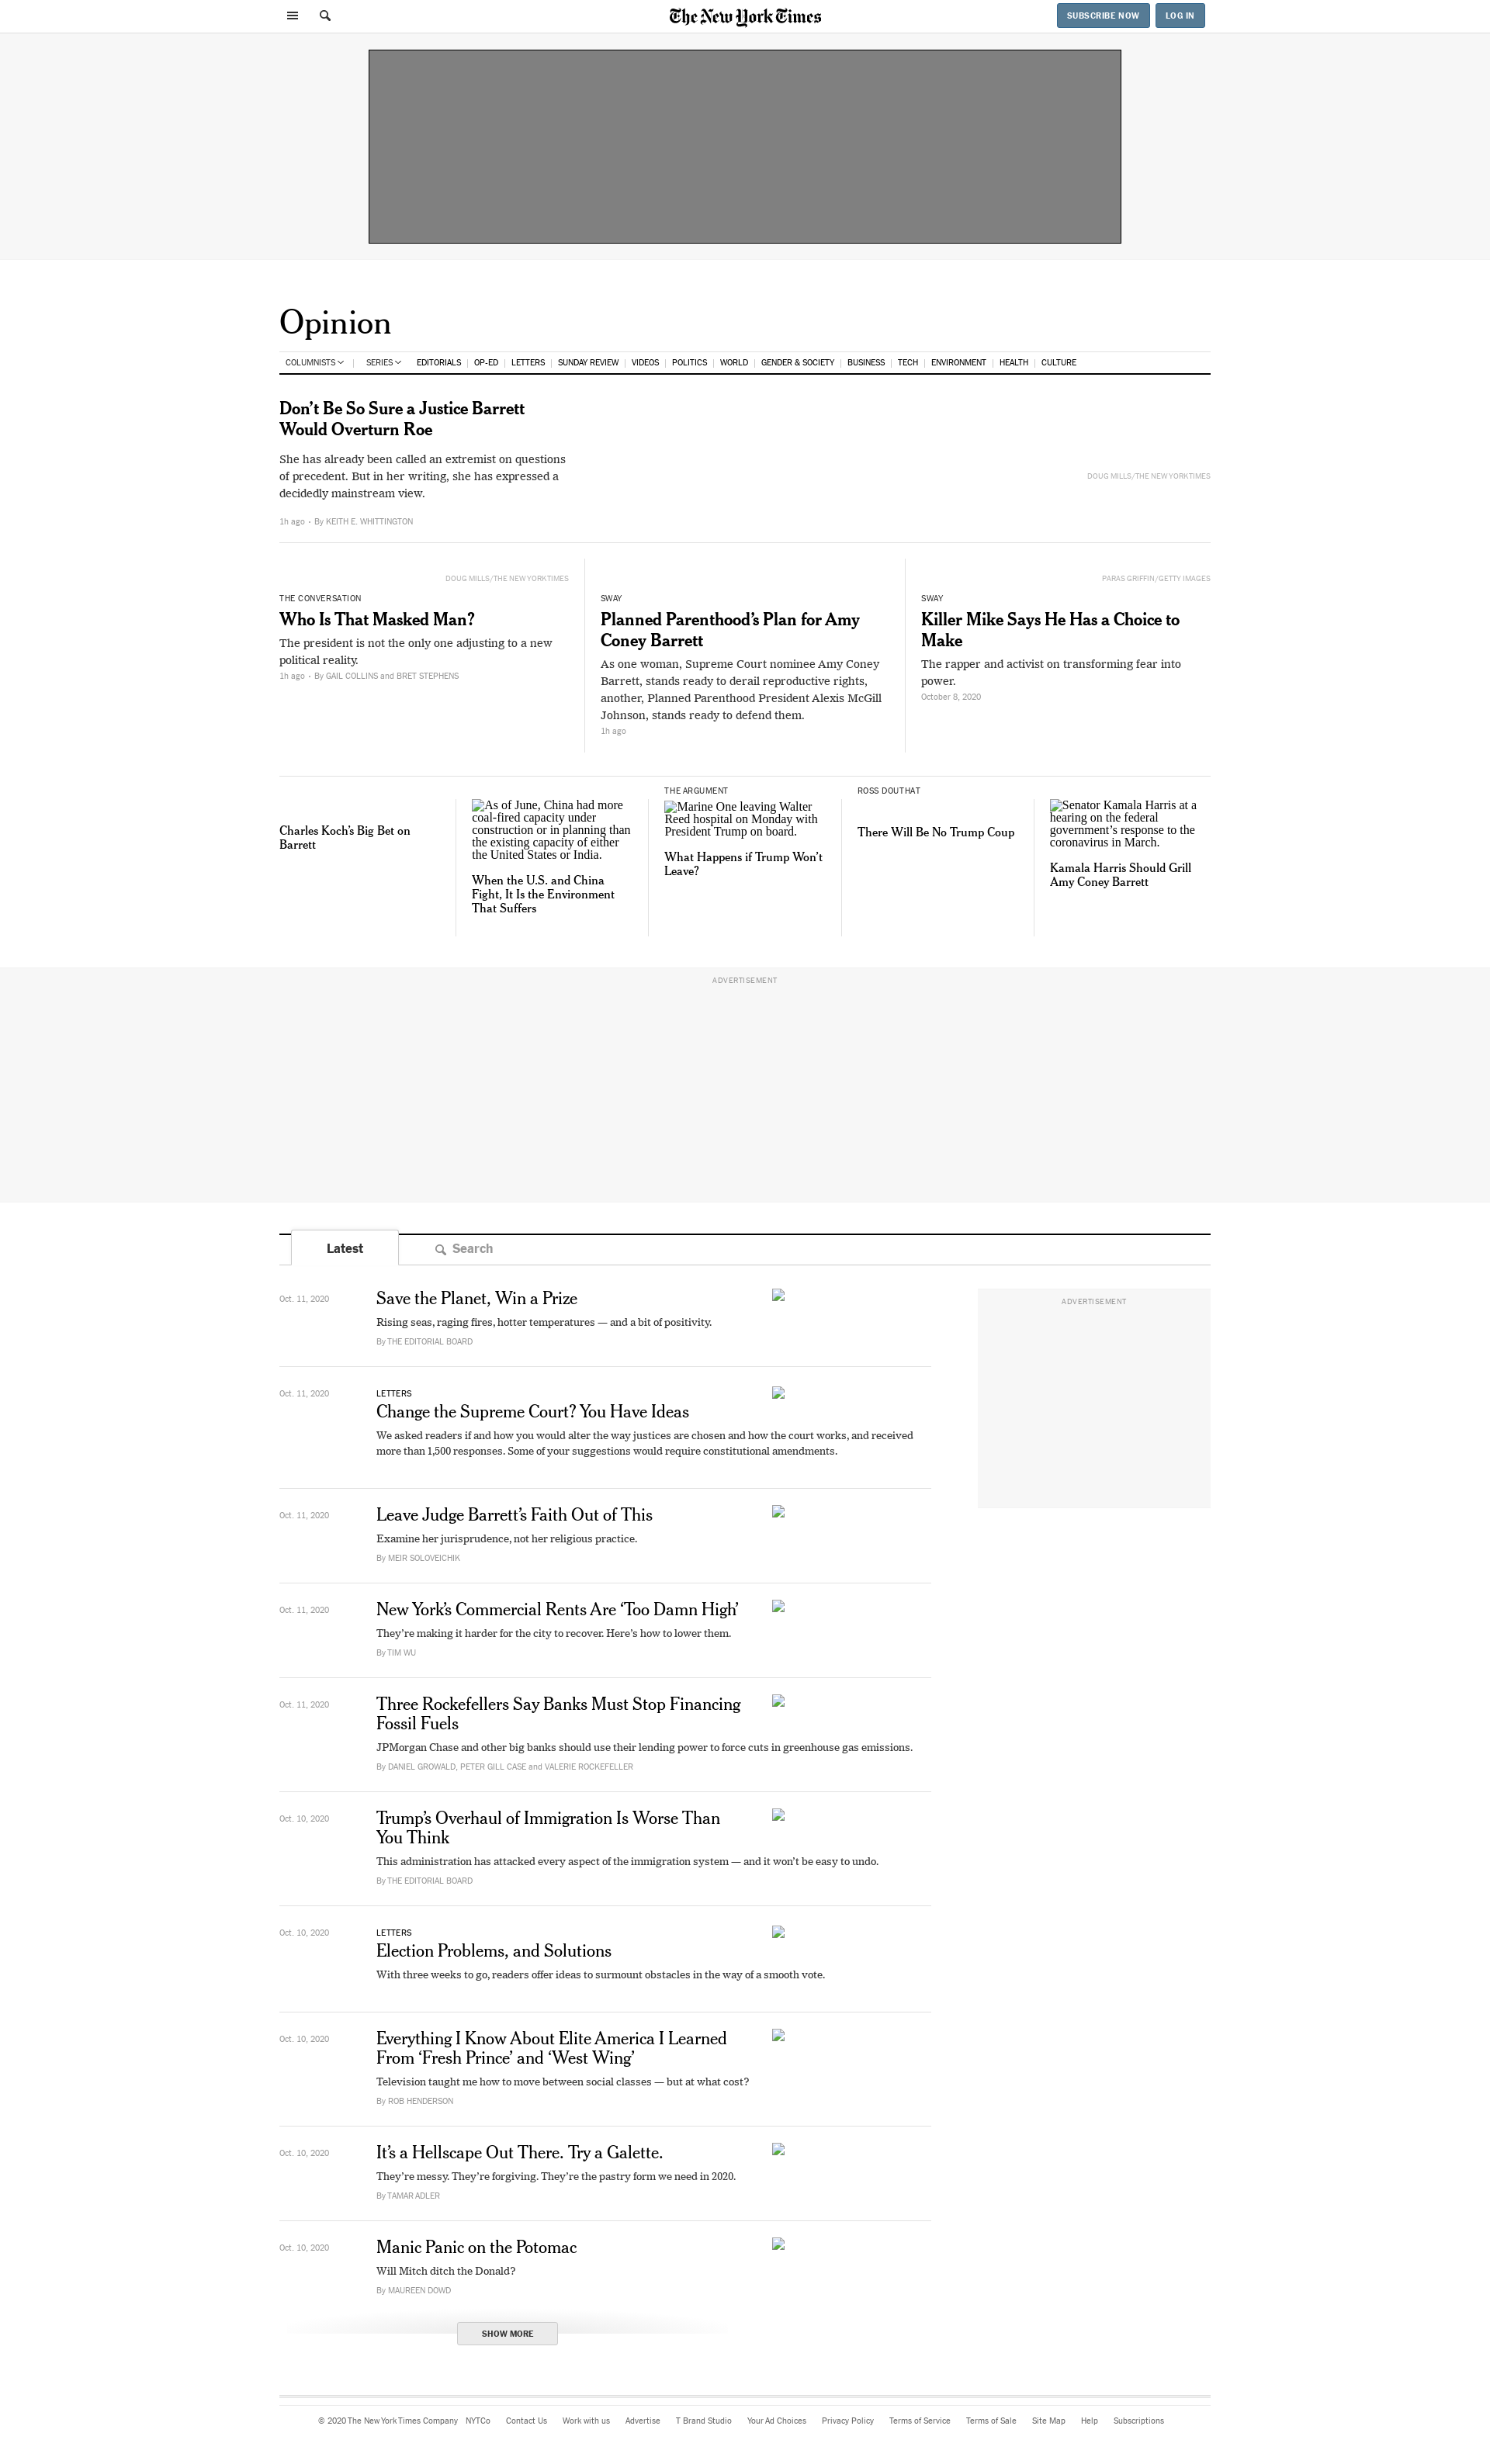 The New York Times
SUBSCRIBE NOW
LOG IN
Opinion
COLUMNISTS
SERIES
EDITORIALS
OP-ED
LETTERS
SUNDAY REVIEW
VIDEOS
POLITICS
WORLD
GENDER & SOCIETY
BUSINESS
TECH
ENVIRONMENT
HEALTH
CULTURE
Don’t Be So Sure a Justice Barrett
Would Overturn Roe
She has already been called an extremist on questions
of precedent. But in her writing, she has expressed a
decidedly mainstream view.
1h ago • By KEITH E. WHITTINGTON
DOUG MILLS/THE NEW YORK TIMES
DOUG MILLS/THE NEW YORK TIMES
THE CONVERSATION
Who Is That Masked Man?
The president is not the only one adjusting to a new
political reality.
1h ago • By GAIL COLLINS and BRET STEPHENS
SWAY
Planned Parenthood’s Plan for Amy
Coney Barrett
As one woman, Supreme Court nominee Amy Coney
Barrett, stands ready to derail reproductive rights,
another, Planned Parenthood President Alexis McGill
Johnson, stands ready to defend them.
1h ago
PARAS GRIFFIN/GETTY IMAGES
SWAY
Killer Mike Says He Has a Choice to
Make
The rapper and activist on transforming fear into
power.
October 8, 2020
Charles Koch’s Big Bet on
Barrett
As of June, China had more
coal-fired capacity under
construction or in planning than
the existing capacity of either
the United States or India.
When the U.S. and China
Fight, It Is the Environment
That Suffers
THE ARGUMENT
Marine One leaving Walter
Reed hospital on Monday with
President Trump on board.
What Happens if Trump Won’t
Leave?
ROSS DOUTHAT
There Will Be No Trump Coup
Senator Kamala Harris at a
hearing on the federal
government’s response to the
coronavirus in March.
Kamala Harris Should Grill
Amy Coney Barrett
ADVERTISEMENT
Latest
Search
ADVERTISEMENT
Oct. 11, 2020
Save the Planet, Win a Prize
Rising seas, raging fires, hotter temperatures — and a bit of positivity.
By THE EDITORIAL BOARD
Oct. 11, 2020
LETTERS
Change the Supreme Court? You Have Ideas
We asked readers if and how you would alter the way justices are chosen and how the court works, and received
more than 1,500 responses. Some of your suggestions would require constitutional amendments.
Oct. 11, 2020
Leave Judge Barrett’s Faith Out of This
Examine her jurisprudence, not her religious practice.
By MEIR SOLOVEICHIK
Oct. 11, 2020
New York’s Commercial Rents Are ‘Too Damn High’
They’re making it harder for the city to recover. Here’s how to lower them.
By TIM WU
Oct. 11, 2020
Three Rockefellers Say Banks Must Stop Financing
Fossil Fuels
JPMorgan Chase and other big banks should use their lending power to force cuts in greenhouse gas emissions.
By DANIEL GROWALD, PETER GILL CASE and VALERIE ROCKEFELLER
Oct. 10, 2020
Trump’s Overhaul of Immigration Is Worse Than
You Think
This administration has attacked every aspect of the immigration system — and it won’t be easy to undo.
By THE EDITORIAL BOARD
Oct. 10, 2020
LETTERS
Election Problems, and Solutions
With three weeks to go, readers offer ideas to surmount obstacles in the way of a smooth vote.
Oct. 10, 2020
Everything I Know About Elite America I Learned
From ‘Fresh Prince’ and ‘West Wing’
Television taught me how to move between social classes — but at what cost?
By ROB HENDERSON
Oct. 10, 2020
It’s a Hellscape Out There. Try a Galette.
They’re messy. They’re forgiving. They’re the pastry form we need in 2020.
By TAMAR ADLER
Oct. 10, 2020
Manic Panic on the Potomac
Will Mitch ditch the Donald?
By MAUREEN DOWD
SHOW MORE
© 2020 The New York Times Company NYTCo Contact Us Work with us Advertise T Brand Studio Your Ad Choices Privacy Policy Terms of Service Terms of Sale Site Map Help Subscriptions